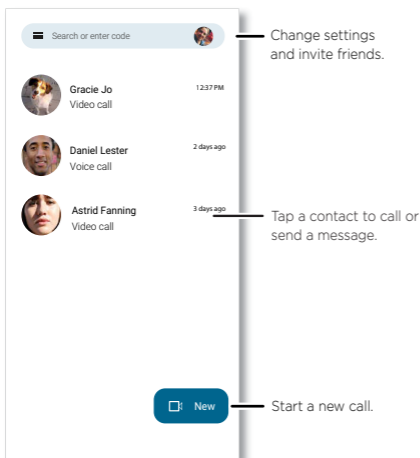 Search or enter code
Change settings
and invite friends.
Gracie Jo
12:37 PM
Video call
Daniel Lester
2 days ago
Voice call
Astrid Fanning
3 days ago
Video call
Tap a contact to call or
send a message.
New
Start a new call.